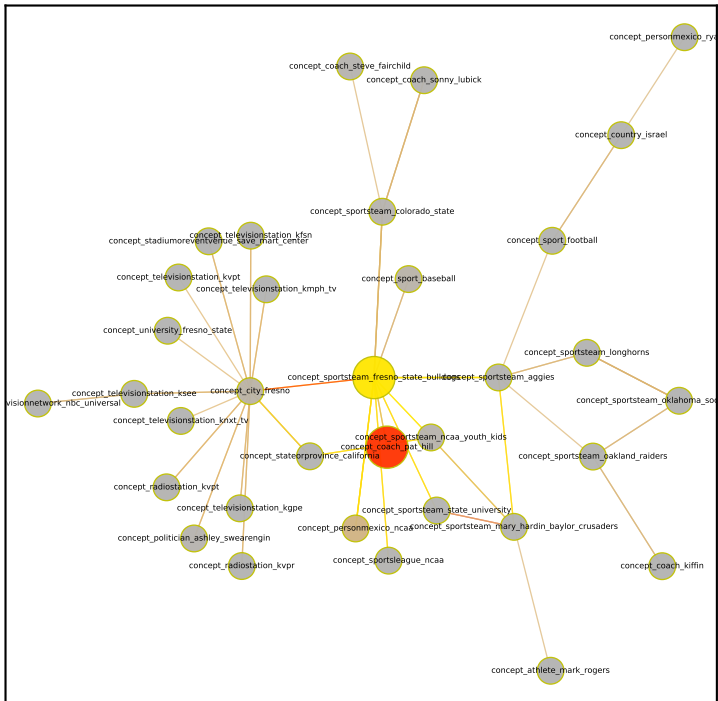 concept_personmexico_rya
concept_coach_steve_fairchild
concept_coach_sonny_lubick
concept_country_israel
concept_sportsteam_colorado_state
concept_televisionstation_kfsn
concept_stadiumoreventvenue_save_mart_center
concept_sport_football
concept_televisionstation_kvpt
concept_sport_baseball
concept_televisionstation_kmph_tv
concept_university_fresno_state
concept_sportsteam_longhorns
concept_sportsteam_fresno_state_bulldogs
concept_sportsteam_aggies
concept_city_fresno
concept_televisionstation_ksee
visionnetwork_nbc_universal
concept_sportsteam_oklahoma_soo
concept_televisionstation_knxt_tv
concept_sportsteam_ncaa_youth_kids
concept_coach_pat_hill
concept_stateorprovince_california
concept_sportsteam_oakland_raiders
concept_radiostation_kvpt
concept_televisionstation_kgpe
concept_sportsteam_state_university
concept_personmexico_ncaa
concept_sportsteam_mary_hardin_baylor_crusaders
concept_politician_ashley_swearengin
concept_sportsleague_ncaa
concept_radiostation_kvpr
concept_coach_kiffin
concept_athlete_mark_rogers